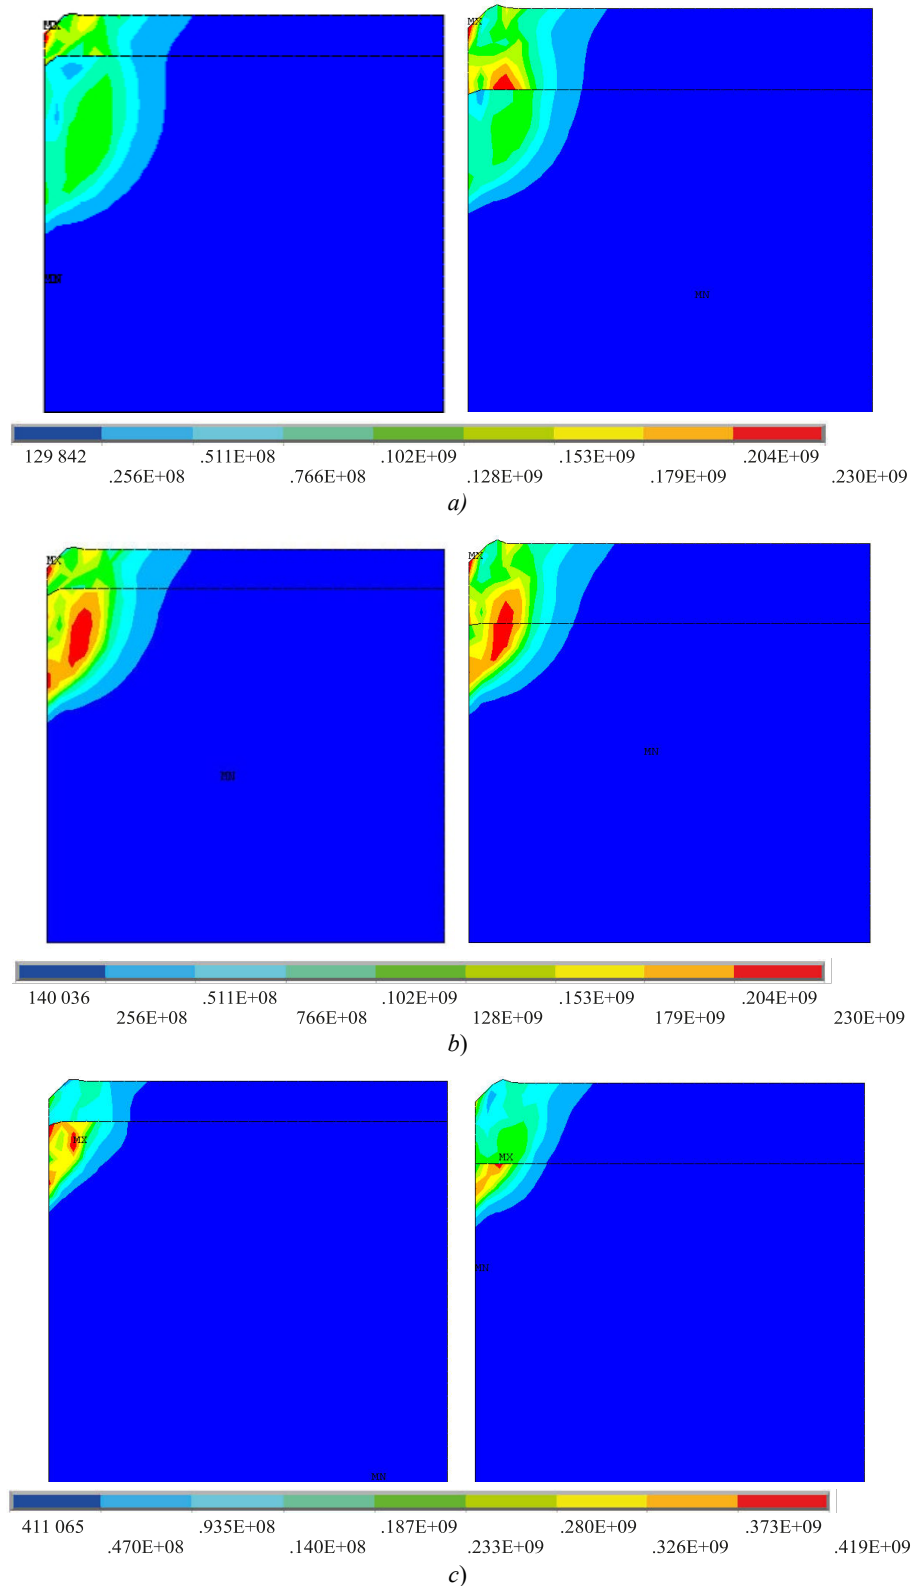 MX MX
MN
MN
129 842 .511E+08 .102E+09 .153E+09 .204E+09
.256E+08 .766E+08 .128E+09 .179E+09 .230E+09
a)
MX MX
MN
MN
140 036 .511E+08 .102E+09 .153E+09 .204E+09
256E+08 766E+08 128E+09 179E+09 230E+09
b)
MX
MX
MN
MN
411 065 .935E+08 .187E+09 .280E+09 .373E+09
.470E+08 .140E+08 .233E+09 .326E+09 .419E+09
c)